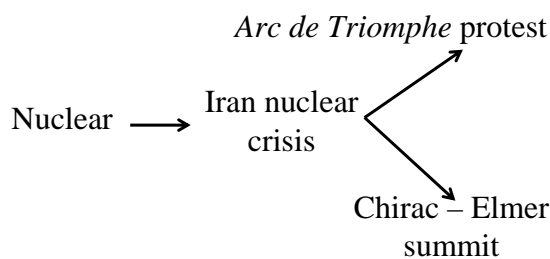 Arc de Triomphe protest
Nuclear
Iran nuclear
crisis
Chirac – Elmer
summit